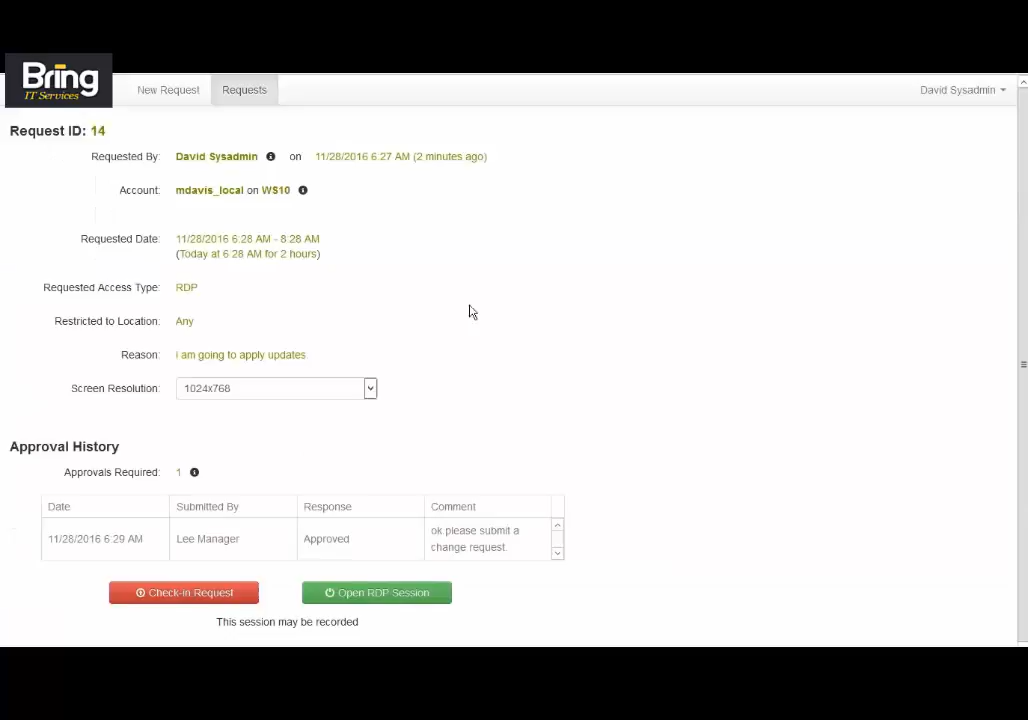 Bring
IT Services
New Request
Requests
David Sysadmin
Request ID: 14
Requested By: David Sysadmin on 11/28/2016 6:27 AM (2 minutes ago)
Account: mdavis_local on WS10
Requested Date: 11/28/2016 6:28 AM - 8:28 AM
(Today at 6:28 AM for 2 hours)
Requested Access Type: RDP
Restricted to Location: Any
Reason: i am going to apply updates
Screen Resolution: 1024x768
Approval History
Approvals Required: 1
Date Submitted By Response Comment
11/28/2016 6:29 AM Lee Manager Approved ok please submit a
change request.
Check-in Request
Open RDP Session
This session may be recorded